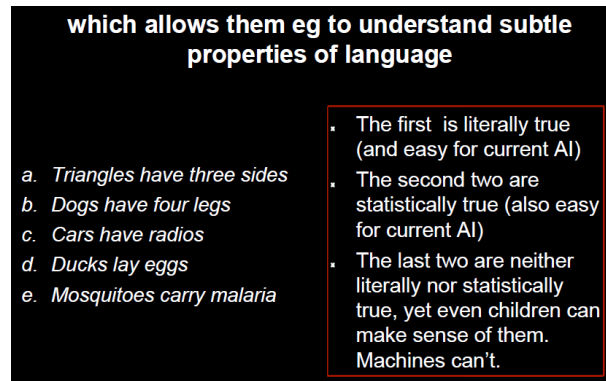 which allows them eg to understand subtle
properties of language
a. Triangles have three sides
b. Dogs have four legs
c. Cars have radios
d. Ducks lay eggs
e. Mosquitoes carry malaria
The first is literally true
(and easy for current AI)
The second two are
statistically true (also easy
for current AI)
The last two are neither
literally nor statistically
true, yet even children can
make sense of them.
Machines can't.